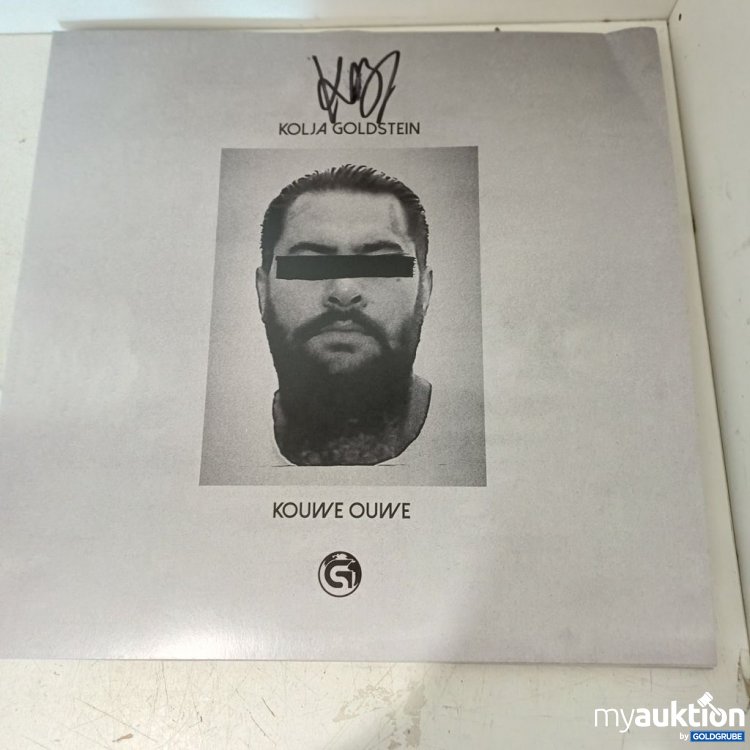 KOLJA GOLDSTEIN
KOUWE OUWE
G
myauktion
by GOLDGRUBE